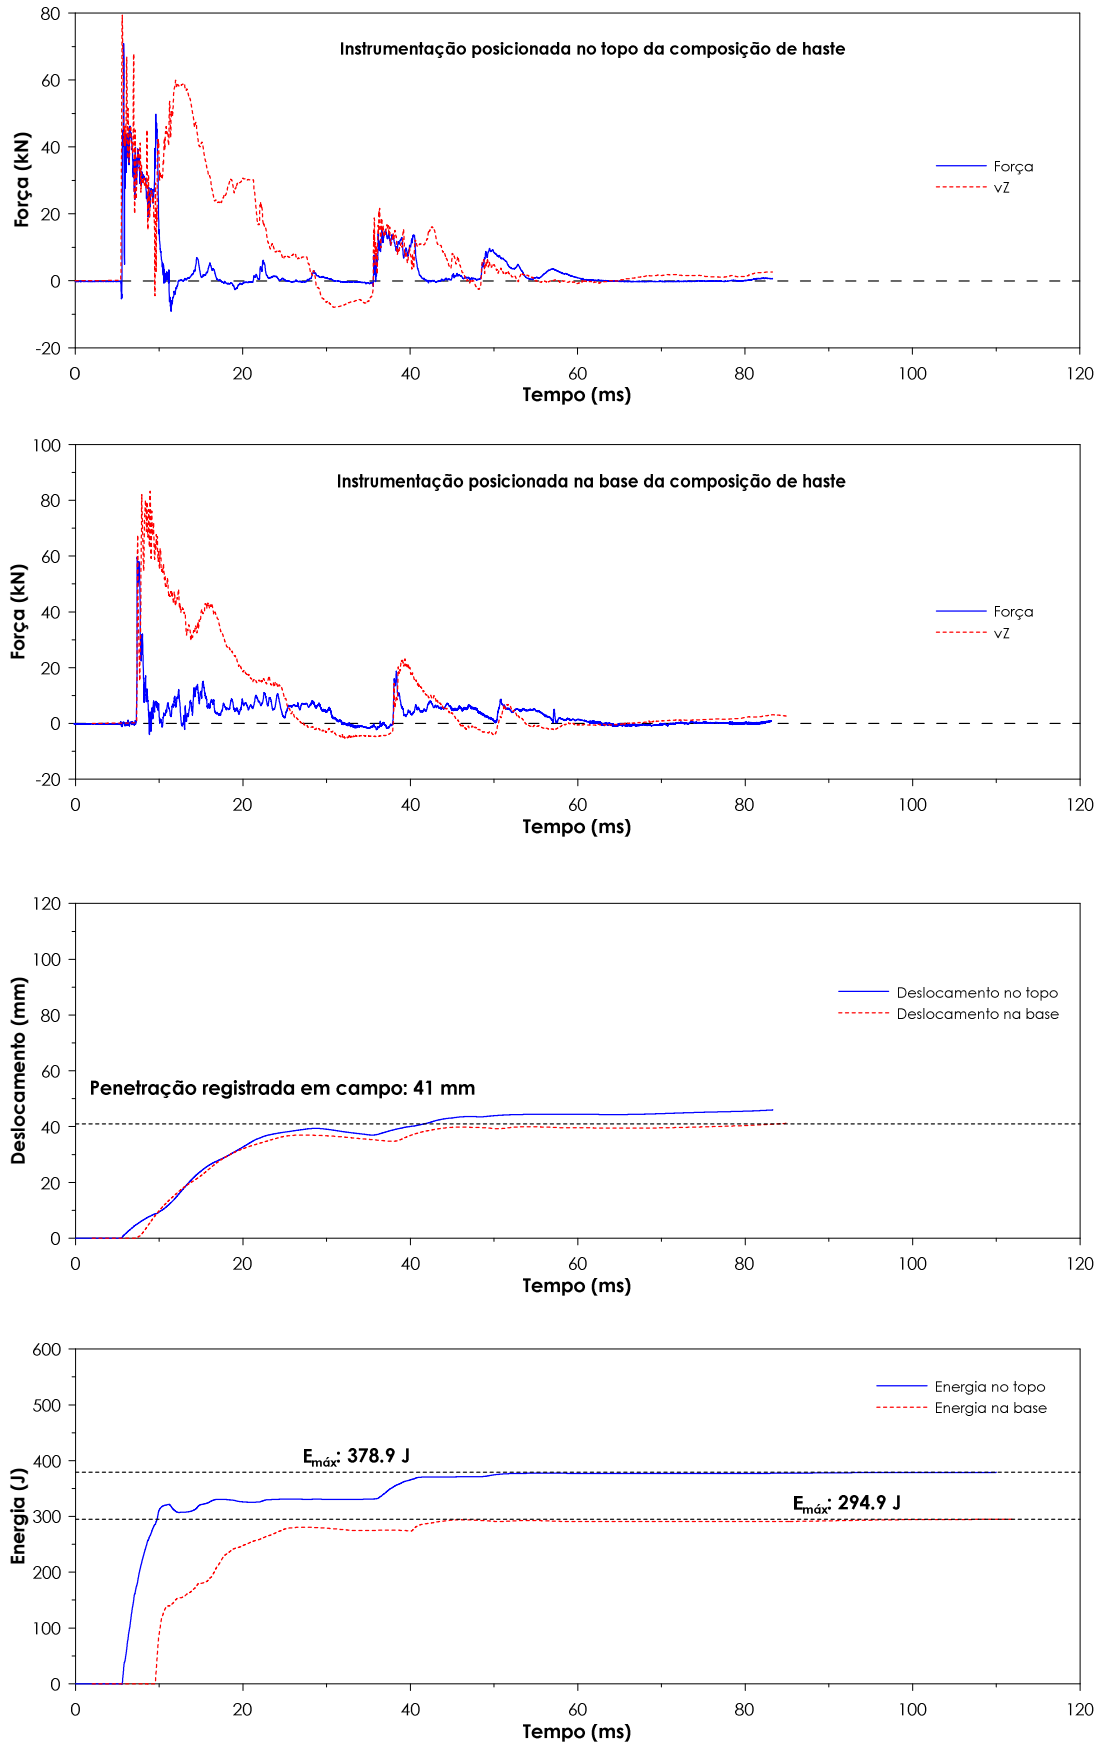 80
Instrumentação posicionada no topo da composição de haste
60
40
Força
vZ
20
0
-20
Força (kN)
0 20 40 60 80 100 120
Tempo (ms)
100
Instrumentação posicionada na base da composição de haste
80
60
40
Força
vZ
20
0
-20
Força (kN)
0 20 40 60 80 100 120
Tempo (ms)
120
100
Deslocamento no topo
Deslocamento na base
80
60
Penetração registrada em campo: 41 mm
40
20
0
Deslocamento (mm)
0 20 40 60 80 100 120
Tempo (ms)
600
Energia no topo
Energia na base
500
Emáx: 378.9 J
400
Emáx: 294.9 J
300
200
100
0
Energia (J)
0 20 40 60 80 100 120
Tempo (ms)